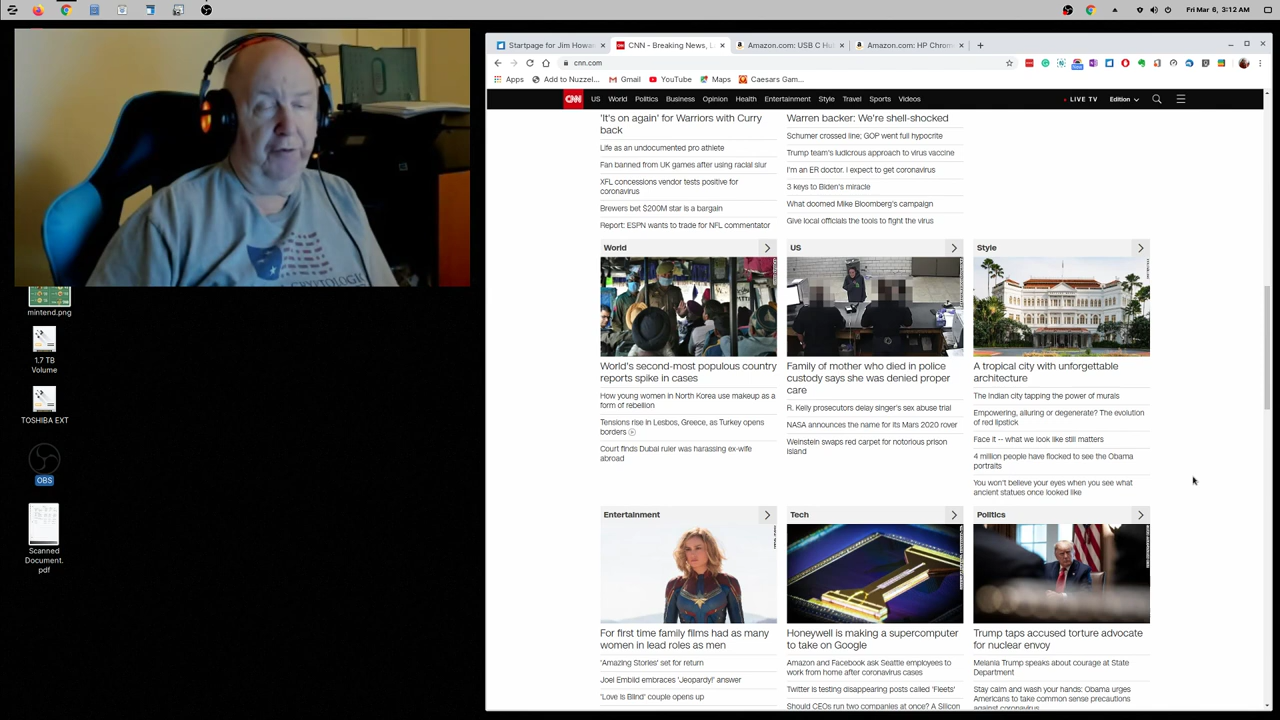 Fri Mar 6, 3:12 AM
Startpage for Jim Howar
CNN - Breaking News, L
Amazon.com: USB C Hu
Amazon.com: HP Chrom
cnn.com
Apps
Add to Nuzzel...
Gmail
YouTube
Maps
Caesars Gam...
CNN
US
World
Politics
Business
Opinion
Health
Entertainment
Style
Travel
Sports
Videos
LIVE TV
Edition
'It's on again' for Warriors with Curry
back
Life as an undocumented pro athlete
Fan banned from UK games after using racial slur
XFL concessions vendor tests positive for
coronavirus
Brewers bet $200M star is a bargain
Report: ESPN wants to trade for NFL commentator
Warren backer: We're shell-shocked
Schumer crossed line; GOP went full hypocrite
Trump team's ludicrous approach to virus vaccine
I'm an ER doctor. I expect to get coronavirus
3 keys to Biden's miracle
What doomed Mike Bloomberg's campaign
Give local officials the tools to fight the virus
World
World's second-most populous country
reports spike in cases
How young women in North Korea use makeup as a
form of rebellion
Tensions rise in Lesbos, Greece, as Turkey opens
borders
Court finds Dubai ruler was harassing ex-wife
abroad
US
Family of mother who died in police
custody says she was denied proper
care
R. Kelly prosecutors delay singer's sex abuse trial
NASA announces the name for its Mars 2020 rover
Weinstein swaps red carpet for notorious prison
island
Style
A tropical city with unforgettable
architecture
The Indian city tapping the power of murals
Empowering, alluring or degenerate? The evolution
of red lipstick
Face it -- what we look like still matters
4 million people have flocked to see the Obama
portraits
You won't believe your eyes when you see what
ancient statues once looked like
Entertainment
For first time family films had as many
women in lead roles as men
'Amazing Stories' set for return
Joel Embiid embraces 'Jeopardy!' answer
'Love Is Blind' couple opens up
Tech
Honeywell is making a supercomputer
to take on Google
Amazon and Facebook ask Seattle employees to
work from home after coronavirus cases
Twitter is testing disappearing posts called 'Fleets'
Should CEOs run two companies at once? A Silicon
Politics
Trump taps accused torture advocate
for nuclear envoy
Melania Trump speaks about courage at State
Department
Stay calm and wash your hands: Obama urges
Americans to take common sense precautions
against coronavirus
mintend.png
1.7 TB
Volume
TOSHIBA EXT
OBS
Scanned
Document.
pdf